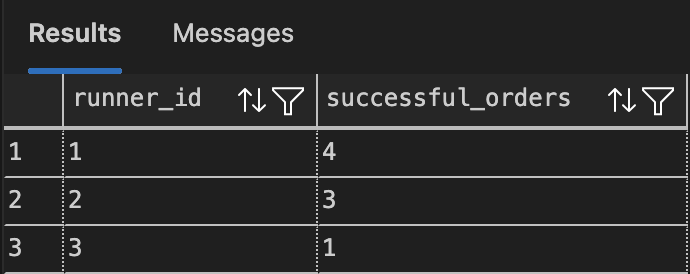 Results Messages
runner_id successful_orders
1 1 4
2 2 3
3 3 1